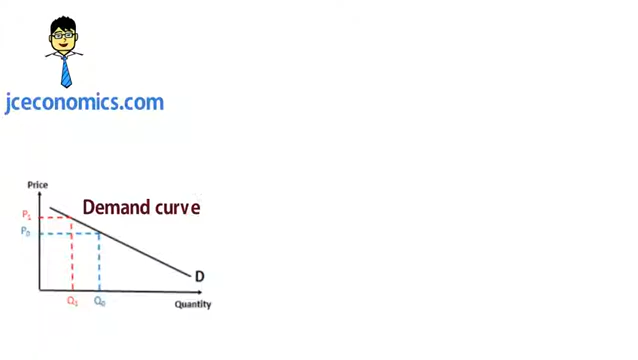 jceconomics.com
Price
Demand curve
P₁
P₀
D
Q₁ Q₀ Quantity